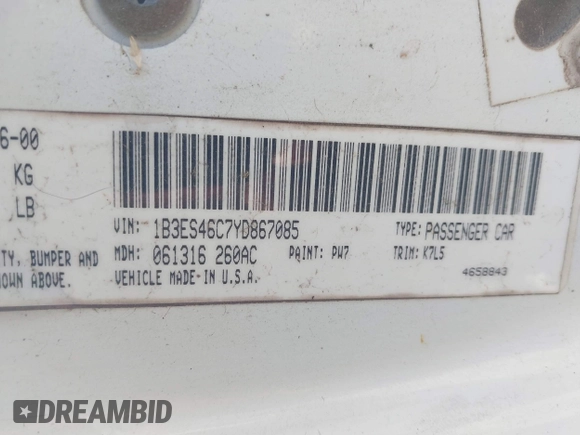 6-00
KG
LB
VIN: 1B3ES46C7YD867085 TYPE: PASSENGER CAR
TY, BUMPER AND MDH: 061316 260AC PAINT: PW7 TRIM: K7L5
OWN ABOVE. VEHICLE MADE IN U.S.A. 4658843
DREAMBID